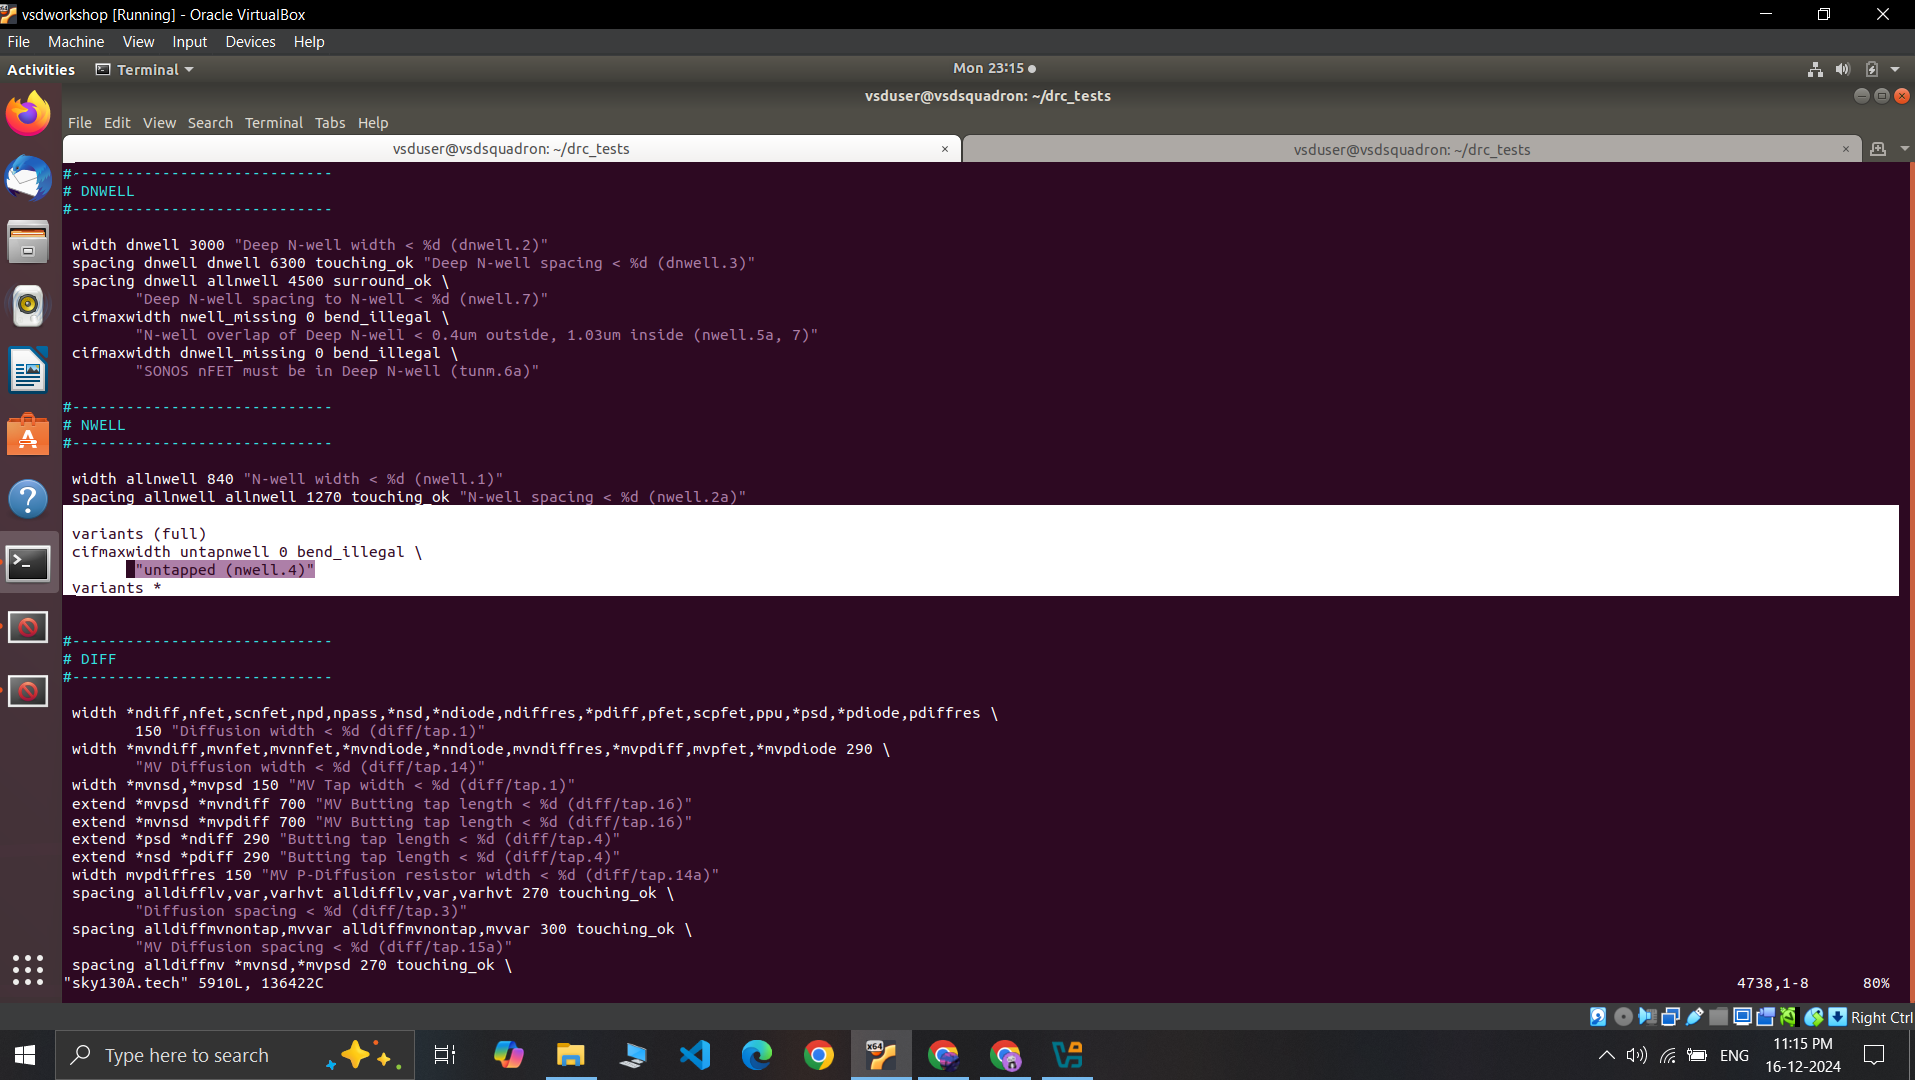 vsdworkshop [Running] - Oracle VirtualBox
File Machine View Input Devices Help
Activities Terminal Mon 23:15
vsduser@vsdsquadron: ~/drc_tests
File Edit View Search Terminal Tabs Help
vsduser@vsdsquadron: ~/drc_tests × vsduser@vsdsquadron: ~/drc_tests ×
#-----------------------------
# DNWELL
#-----------------------------
width dnwell 3000 "Deep N-well width < %d (dnwell.2)"
spacing dnwell dnwell 6300 touching_ok "Deep N-well spacing < %d (dnwell.3)"
spacing dnwell allnwell 4500 surround_ok \
"Deep N-well spacing to N-well < %d (nwell.7)"
cifmaxwidth nwell_missing 0 bend_illegal \
"N-well overlap of Deep N-well < 0.4um outside, 1.03um inside (nwell.5a, 7)"
cifmaxwidth dnwell_missing 0 bend_illegal \
"SONOS nFET must be in Deep N-well (tunm.6a)"
#-----------------------------
# NWELL
#-----------------------------
width allnwell 840 "N-well width < %d (nwell.1)"
spacing allnwell allnwell 1270 touching_ok "N-well spacing < %d (nwell.2a)"
variants (full)
cifmaxwidth untapnwell 0 bend_illegal \
"untapped (nwell.4)"
variants *
#-----------------------------
# DIFF
#-----------------------------
width *ndiff,nfet,scnfet,npd,npass,*nsd,*ndiode,ndiffres,*pdiff,pfet,scpfet,ppu,*psd,*pdiode,pdiffres \
150 "Diffusion width < %d (diff/tap.1)"
width *mvndiff,mvnfet,mvnnfet,*mvndiode,*nndiode,mvndiffres,*mvpdiff,mvpfet,*mvpdiode 290 \
"MV Diffusion width < %d (diff/tap.14)"
width *mvnsd,*mvpsd 150 "MV Tap width < %d (diff/tap.1)"
extend *mvpsd *mvndiff 700 "MV Butting tap length < %d (diff/tap.16)"
extend *mvnsd *mvpdiff 700 "MV Butting tap length < %d (diff/tap.16)"
extend *psd *ndiff 290 "Butting tap length < %d (diff/tap.4)"
extend *nsd *pdiff 290 "Butting tap length < %d (diff/tap.4)"
width mvpdiffres 150 "MV P-Diffusion resistor width < %d (diff/tap.14a)"
spacing alldifflv,var,varhvt alldifflv,var,varhvt 270 touching_ok \
"Diffusion spacing < %d (diff/tap.3)"
spacing alldiffmvnontap,mvvar alldiffmvnontap,mvvar 300 touching_ok \
"MV Diffusion spacing < %d (diff/tap.15a)"
spacing alldiffmv *mvnsd,*mvpsd 270 touching_ok \
"sky130A.tech" 5910L, 136422C 4738,1-8 80%
Right Ctrl
Type here to search
x64
ENG
11:15 PM
16-12-2024